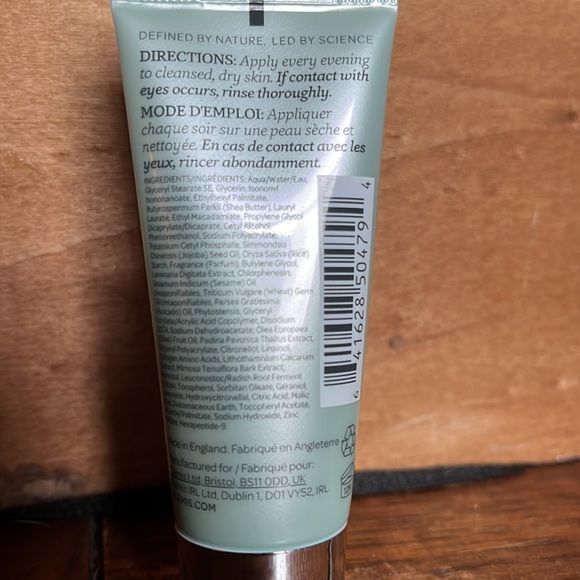 DEFINED BY NATURE, LED BY SCIENCE
DIRECTIONS: Apply every evening
to cleansed, dry skin. If contact with
eyes occurs, rinse thoroughly.
MODE D'EMPLOI: Appliquer
chaque soir sur une peau sèche et
nettoyée. En cas de contact avec les
yeux, rincer abondamment.
INGREDIENTS/INGRÉDIENTS: Aqua/Water/Eau,
Glyceryl Stearate SE, Glycerin, Isononyl
Isononanoate, Ethylhexyl Palmitate,
Butyrospermum Parkii (Shea Butter), Lauryl
Laurate, Ethyl Macadamiate, Propylene Glycol
Dicaprylate/Dicaprate, Cetyl Alcohol,
Phenoxyethanol, Sodium Polyacrylate,
Potassium Cetyl Phosphate, Simmondsia
Chinensis (Jojoba) Seed Oil, Oryza Sativa (Rice)
Starch, Fragrance (Parfum), Butylene Glycol,
Laminaria Digitata Extract, Chlorphenesin,
Sesamum Indicum (Sesame) Oil
Unsaponifiables, Triticum Vulgare (Wheat) Germ
Oil Unsaponifiables, Persea Gratissima
(Avocado) Oil, Phytosterols, Glyceryl
Acrylate/Acrylic Acid Copolymer, Disodium
EDTA, Sodium Dehydroacetate, Olea Europaea
(Olive) Fruit Oil, Padina Pavonica Thallus Extract,
Polyacrylate, Citronellol, Linalool,
Amino Acids, Lithothamnium Calcarum
Mimosa Tenuiflora Bark Extract,
Leuconostoc/Radish Root Ferment
Tocopherol, Sorbitan Oleate, Geraniol,
Hydroxycitronellal, Citric Acid, Malic
Diatomaceous Earth, Tocopheryl Acetate,
Palmitate, Sodium Hydroxide, Zinc
Hexapeptide-9.
6 41628 50479 4
Made in England. Fabriqué en Angleterre
Manufactured for / Fabriqué pour:
Ltd, Bristol, BS11 0DD, UK
IRL Ltd, Dublin 1, D01 VY52, IRL